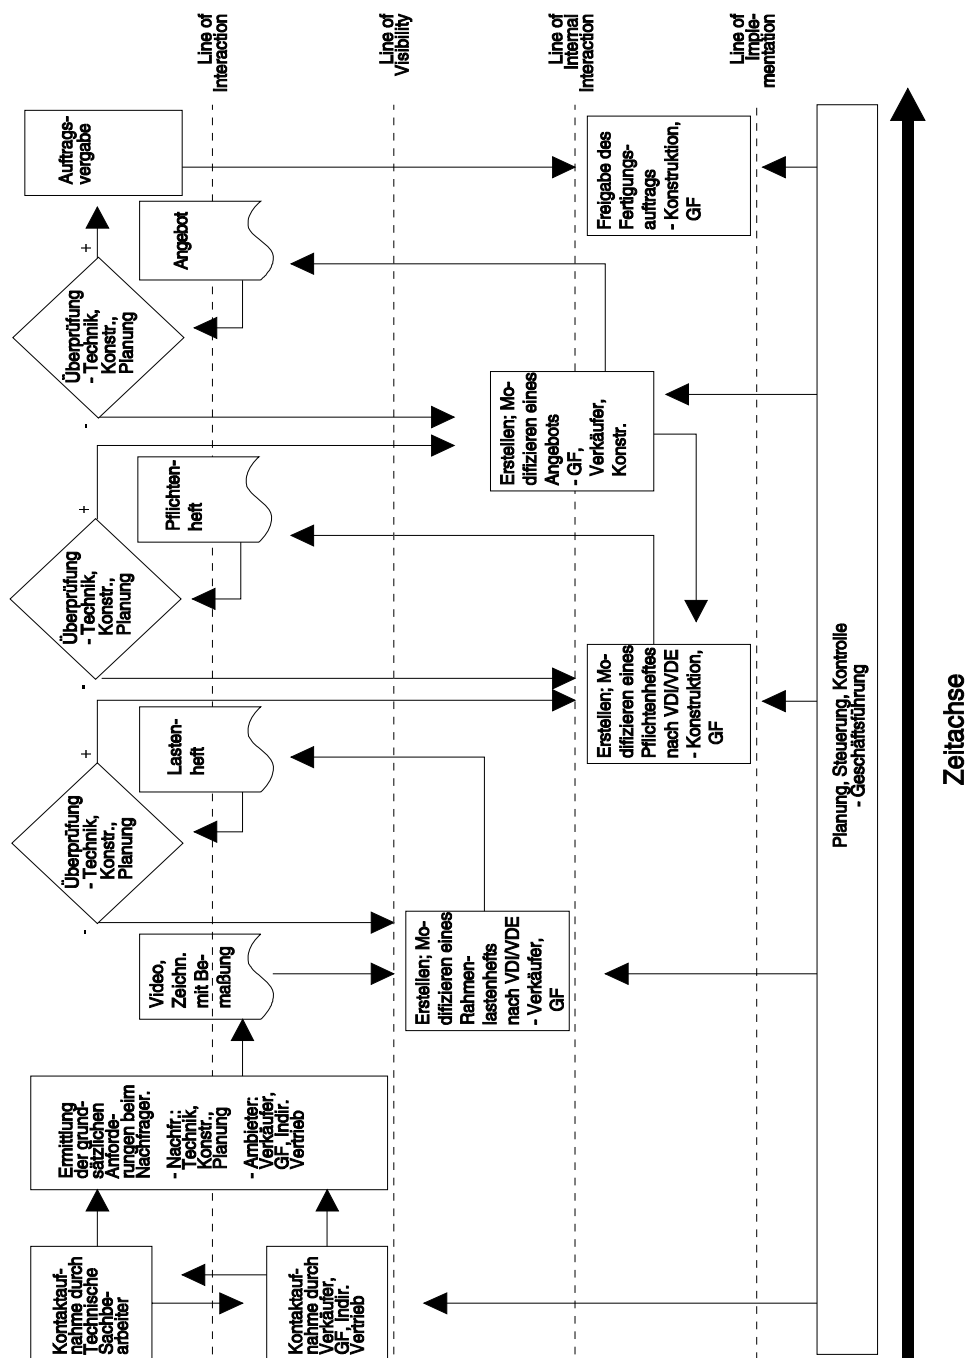 Kontaktauf-
nahme durch
Technische
Sachbe-
arbeiter
Kontaktauf-
nahme durch
Verkäufer,
GF, Indir.
Vertrieb
Ermittlung
der grund-
sätzlichen
Anforde-
rungen beim
Nachfrager.
- Nachfr.:
Technik,
Konstr.,
Planung
- Ambieter:
Verkäufer,
GF, Indir.
Vertrieb
Video,
Zeichn.
mit Be-
maßung
Erstellen; Mo-
difizieren eines
Rahmen-
lastenhefts
nach VDI/VDE
- Verkäufer,
GF
Überprüfung
- Technik,
Konstr.,
Planung
-
+
Lasten-
heft
Erstellen; Mo-
difizieren eines
Pflichtenheftes
nach VDI/VDE
- Konstruktion,
GF
Überprüfung
- Technik,
Konstr.,
Planung
-
+
Pflichten-
heft
Erstellen; Mo-
difizieren eines
Angebots
- GF,
Verkäufer,
Konstr.
Überprüfung
- Technik,
Konstr.,
Planung
-
+
Angebot
Auftrags-
vergabe
Freigabe des
Fertigungs-
auftrags
- Konstruktion,
GF
Line of
Interaction
Line of
Visibility
Line of
Internal
Interaction
Line of
Imple-
mentation
Planung, Steuerung, Kontrolle
- Geschäftsführung
Zeitachse